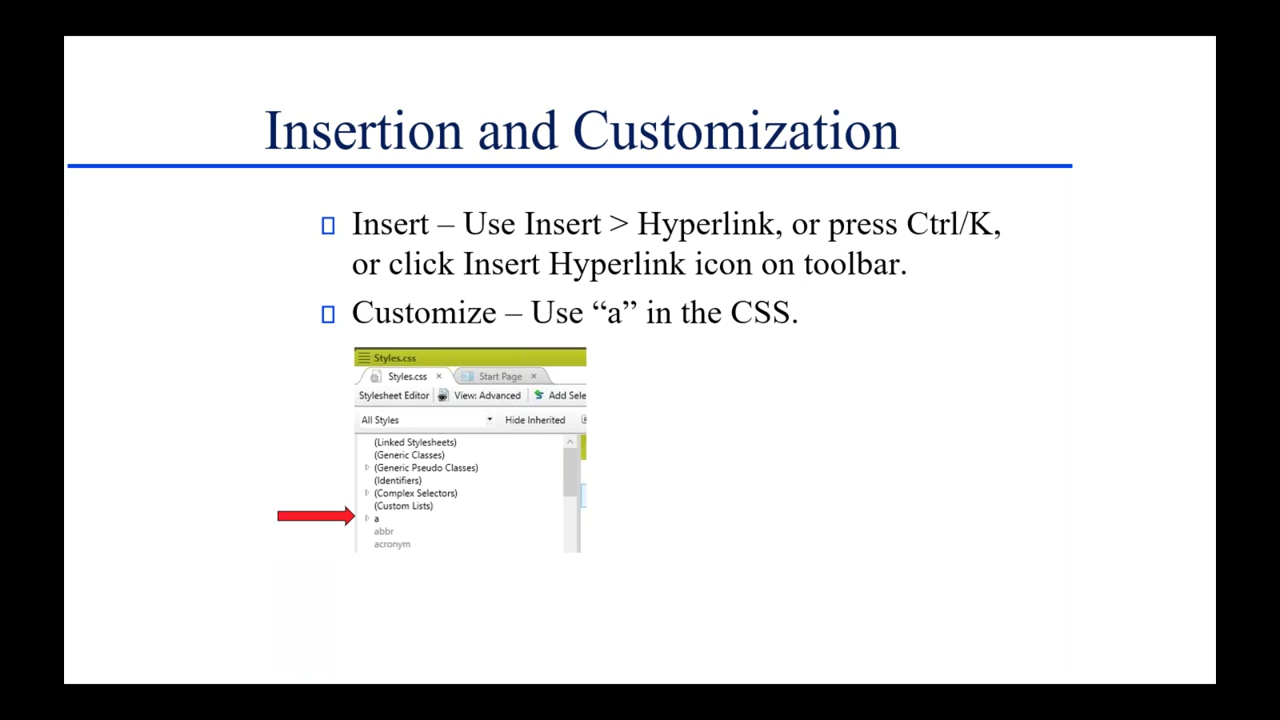 Insertion and Customization
Insert – Use Insert > Hyperlink, or press Ctrl/K,
or click Insert Hyperlink icon on toolbar.
Customize – Use “a” in the CSS.
Styles.css
Styles.css × Start Page ×
Stylesheet Editor View: Advanced Add Sele
All Styles Hide Inherited
(Linked Stylesheets)
(Generic Classes)
(Generic Pseudo Classes)
(Identifiers)
(Complex Selectors)
(Custom Lists)
a
abbr
acronym